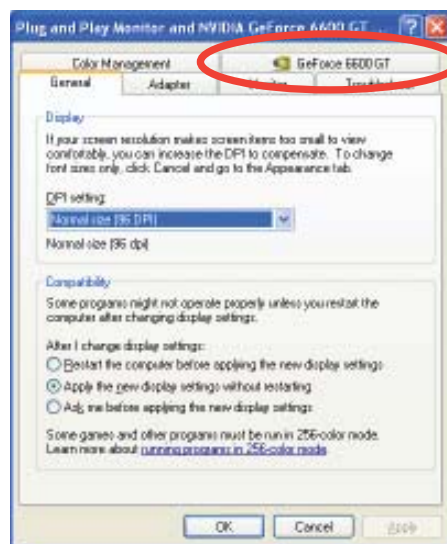 Plug and Play Monitor and NVIDIA GeForce 6600 GT ...
Color Management
GeForce 6600 GT
General
Adapter
Display
If your screen resolution makes screen items too small to view
comfortably, you can increase the DPI to compensate. To change
font sizes only, click Cancel and go to the Appearance tab.
DPI setting:
Normal size (96 DPI)
Normal size (96 dpi)
Compatibility
Some programs might not operate properly unless you restart the
computer after changing display settings.
After I change display settings:
Restart the computer before applying the new display settings
Apply the new display settings without restarting
Ask me before applying the new display settings
Some games and other programs must be run in 256-color mode.
Learn more about running programs in 256-color mode
OK
Cancel
Apply